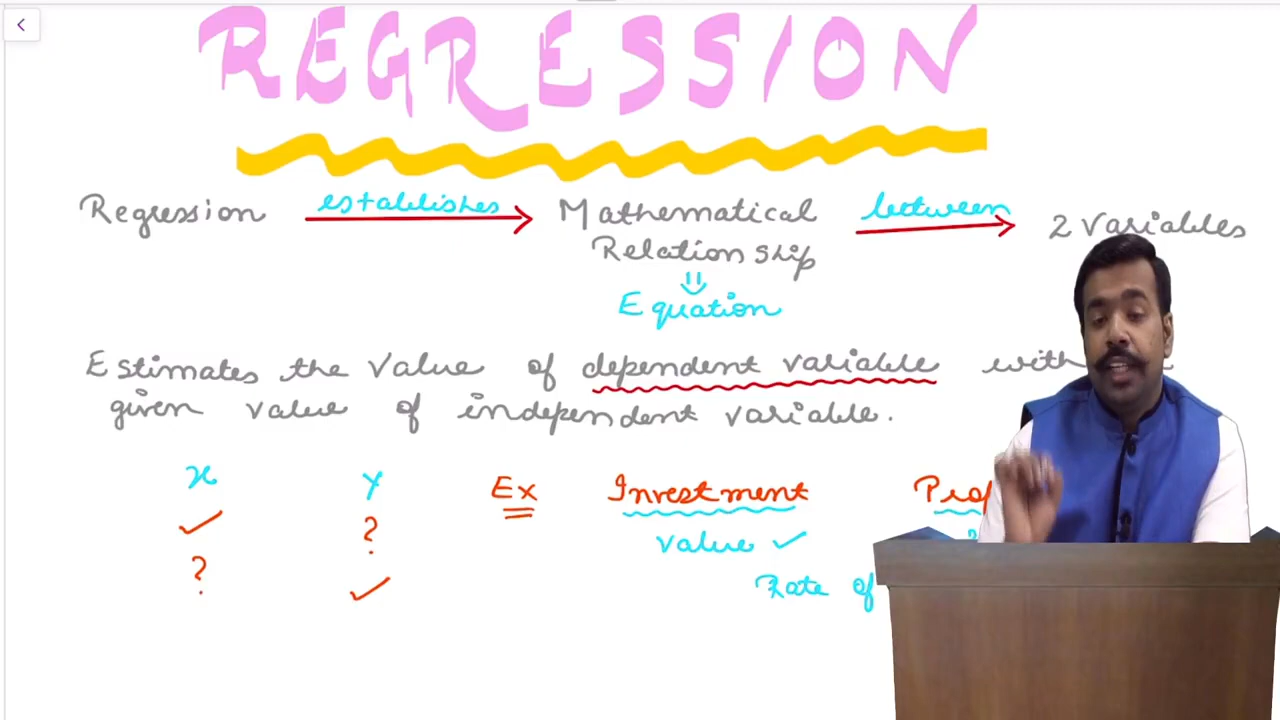 REGRESSION
Regression establishes Mathematical between 2 variables
Relationship
Equation
Estimates the value of dependent variable with
given value of independent variable.
x Y Ex Investment
✓ ? value ✓ ?
? ✓ Rate of